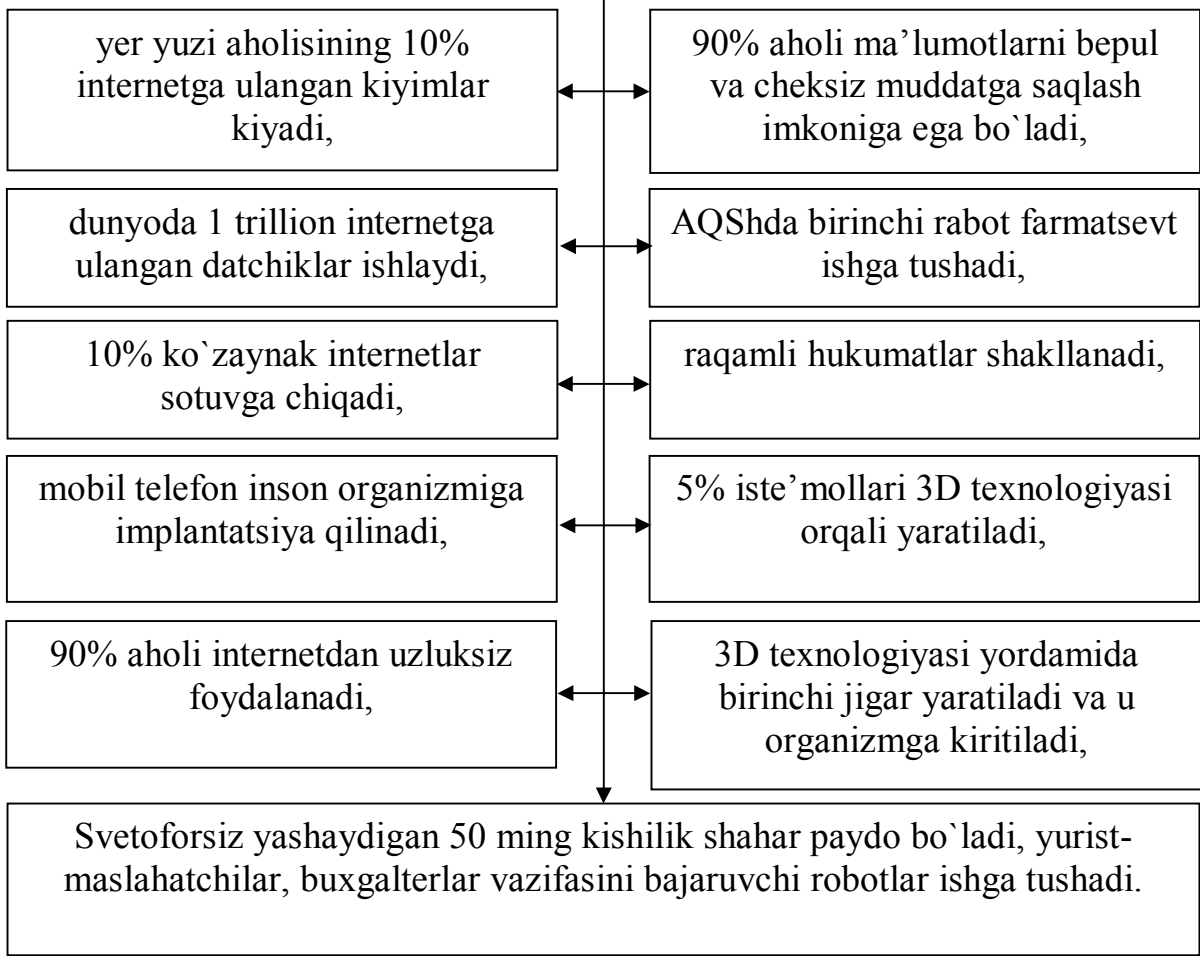 yer yuzi aholisining 10%
internetga ulangan kiyimlar
kiyadi,
90% aholi ma’lumotlarni bepul
va cheksiz muddatga saqlash
imkoniga ega bo`ladi,
dunyoda 1 trillion internetga
ulangan datchiklar ishlaydi,
AQShda birinchi rabot farmatsevt
ishga tushadi,
10% ko`zaynak internetlar
sotuvga chiqadi,
raqamli hukumatlar shakllanadi,
mobil telefon inson organizmiga
implantatsiya qilinadi,
5% iste’mollari 3D texnologiyasi
orqali yaratiladi,
90% aholi internetdan uzluksiz
foydalanadi,
3D texnologiyasi yordamida
birinchi jigar yaratiladi va u
organizmga kiritiladi,
Svetoforsiz yashaydigan 50 ming kishilik shahar paydo bo`ladi, yurist-
maslahatchilar, buxgalterlar vazifasini bajaruvchi robotlar ishga tushadi.